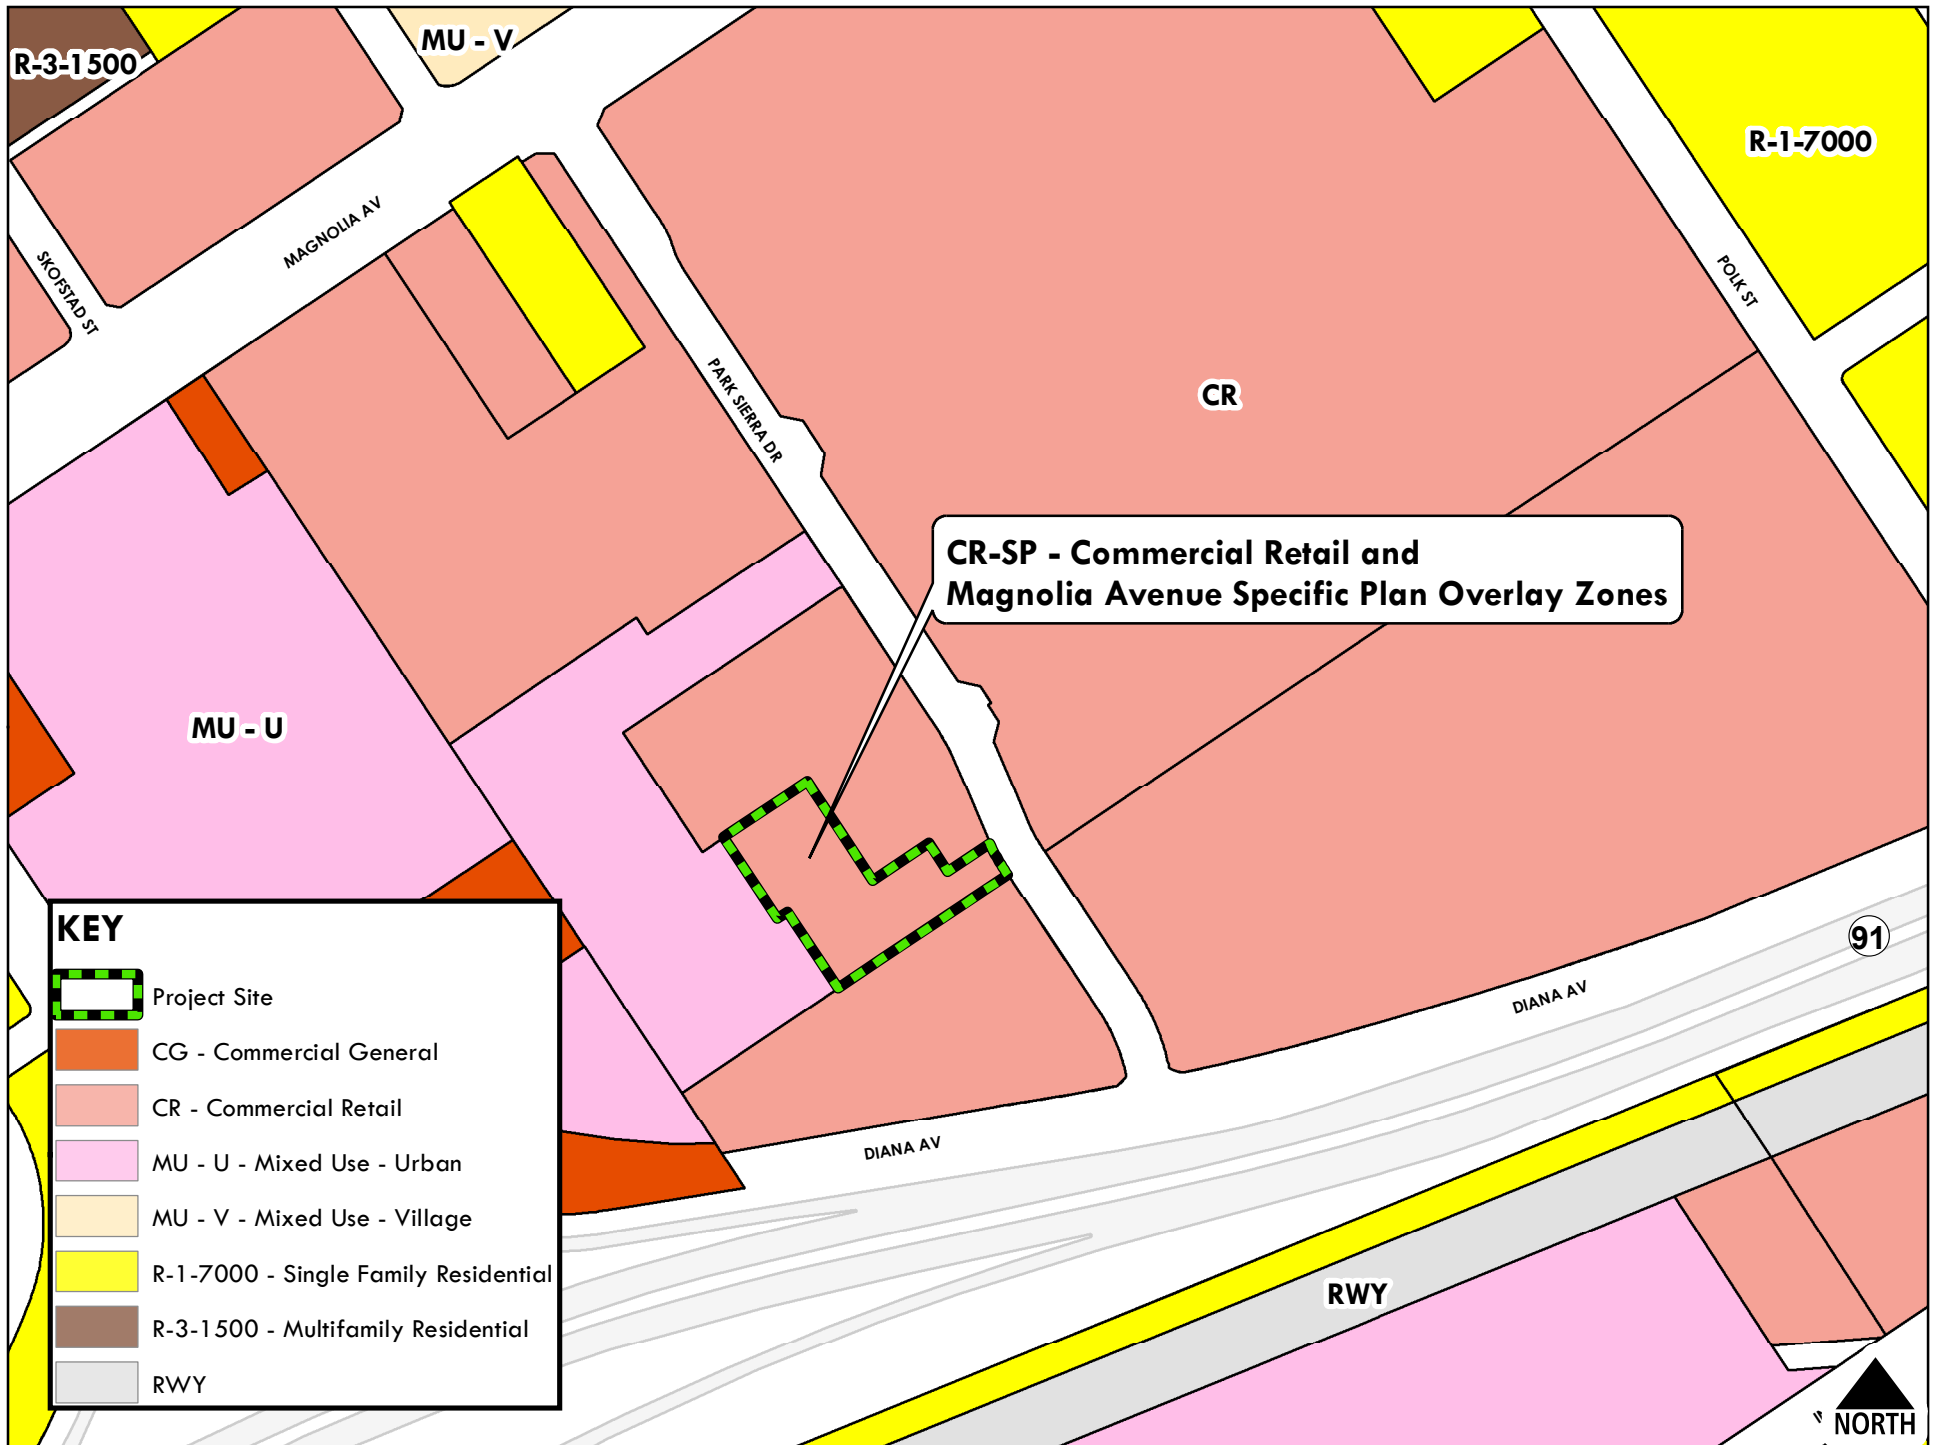 MU - V
R-3-1500
R-1-7000
MAGNOLIA AV
SKOFSTAD ST
POLK ST
PARK SIERRA DR
CR
CR-SP - Commercial Retail and
Magnolia Avenue Specific Plan Overlay Zones
MU - U
91
DIANA AV
DIANA AV
RWY
KEY
Project Site
CG - Commercial General
CR - Commercial Retail
MU - U - Mixed Use - Urban
MU - V - Mixed Use - Village
R-1-7000 - Single Family Residential
R-3-1500 - Multifamily Residential
RWY
NORTH